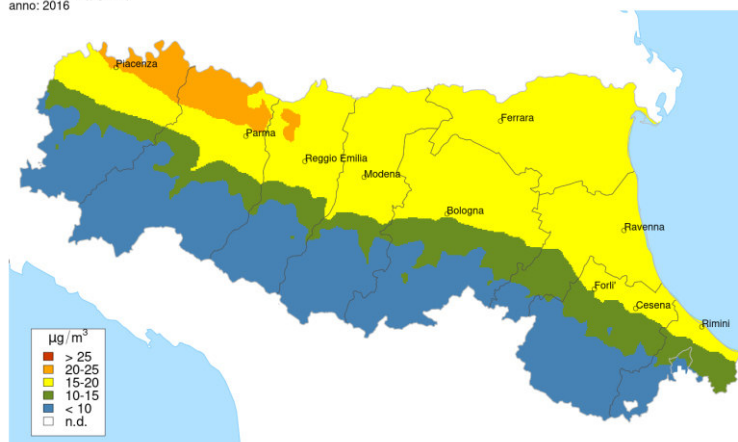 anno: 2016
Piacenza
Parma
Reggio Emilia
Modena
Ferrara
Bologna
Ravenna
Forli'
Cesena
Rimini
µg/m³
> 25
20-25
15-20
10-15
< 10
n.d.